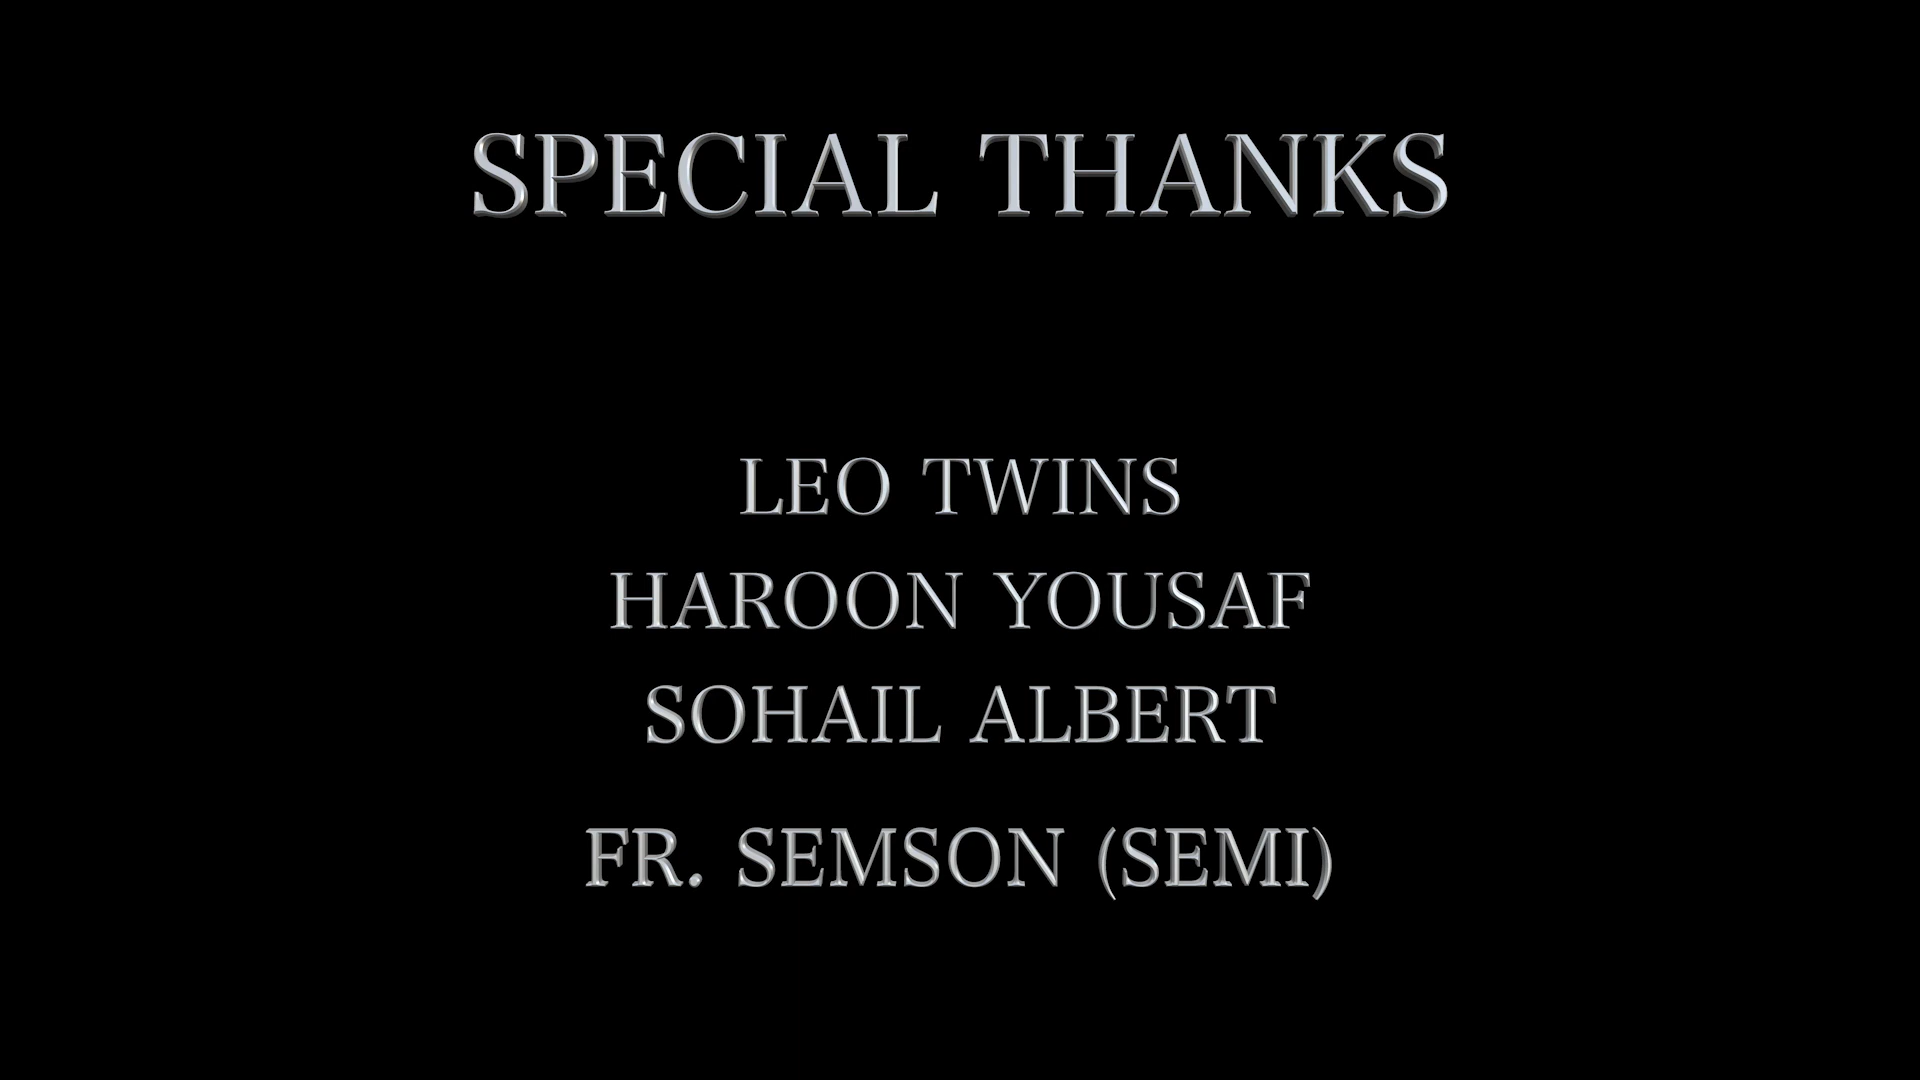 SPECIAL THANKS
LEO TWINS
HAROON YOUSAF
SOHAIL ALBERT
FR. SEMSON (SEMI)